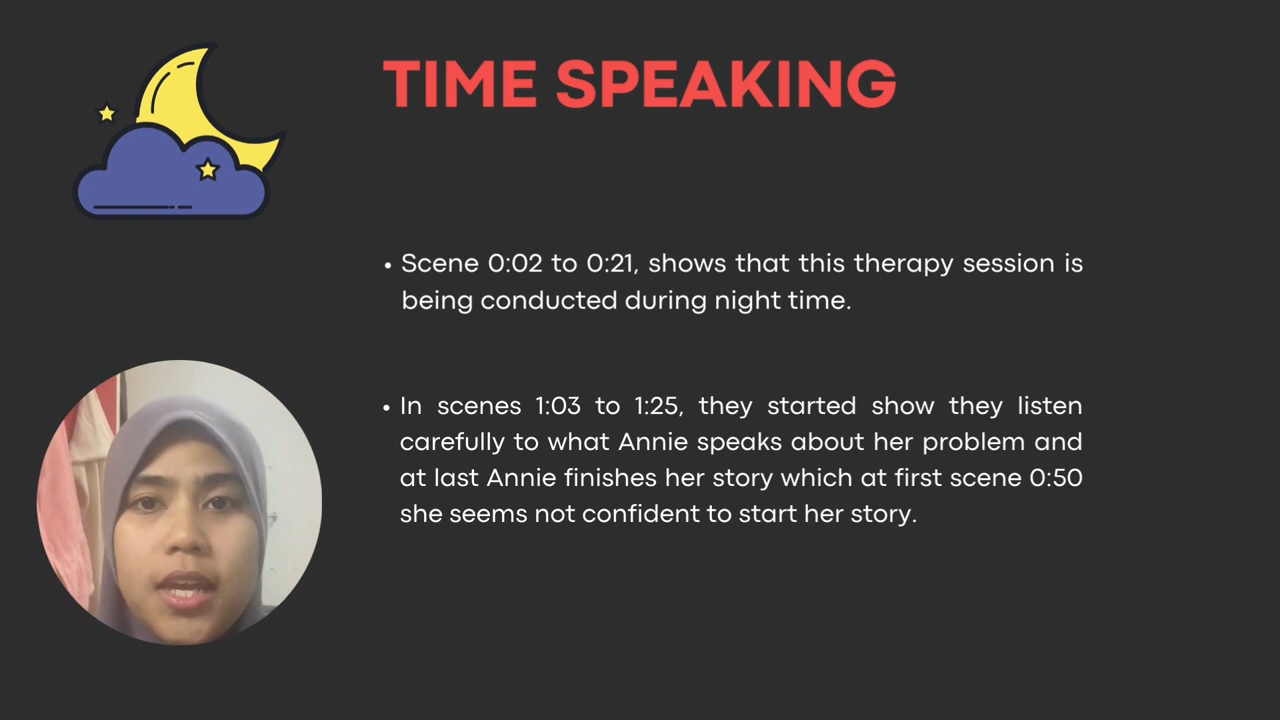 TIME SPEAKING
• Scene 0:02 to 0:21, shows that this therapy session is
being conducted during night time.
• In scenes 1:03 to 1:25, they started show they listen
carefully to what Annie speaks about her problem and
at last Annie finishes her story which at first scene 0:50
she seems not confident to start her story.